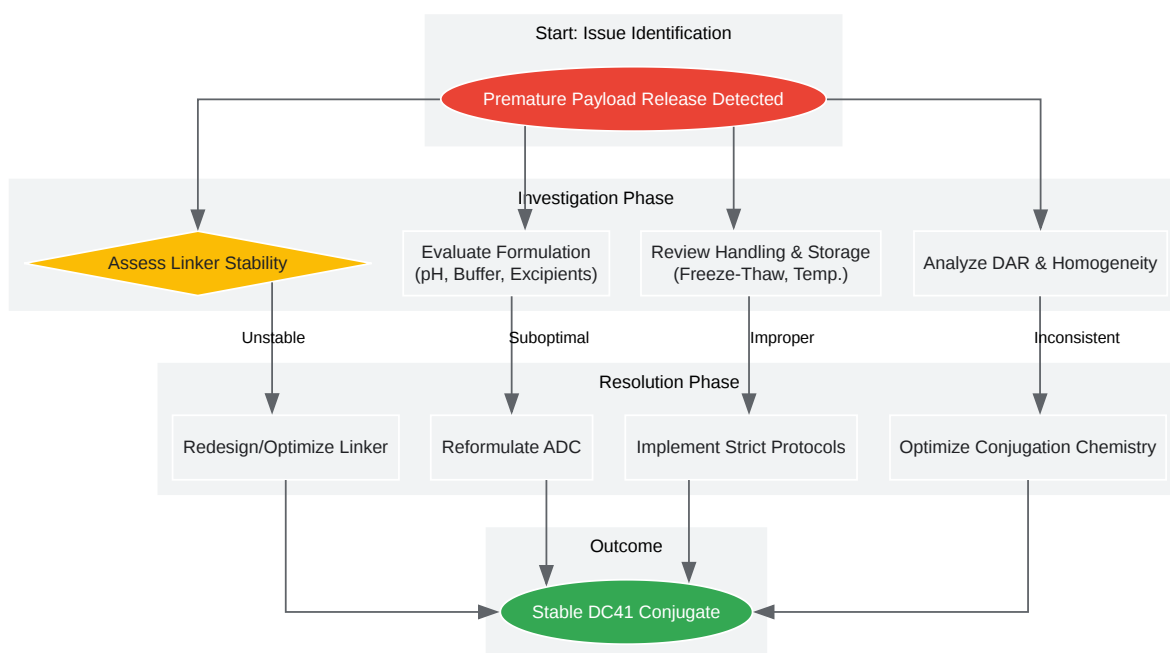 Start: Issue Identification
Premature Payload Release Detected
Investigation Phase
Assess Linker Stability
Evaluate Formulation
(pH, Buffer, Excipients)
Review Handling & Storage
(Freeze-Thaw, Temp.)
Analyze DAR & Homogeneity
Unstable
Suboptimal
Improper
Inconsistent
Resolution Phase
Redesign/Optimize Linker
Reformulate ADC
Implement Strict Protocols
Optimize Conjugation Chemistry
Outcome
Stable DC41 Conjugate